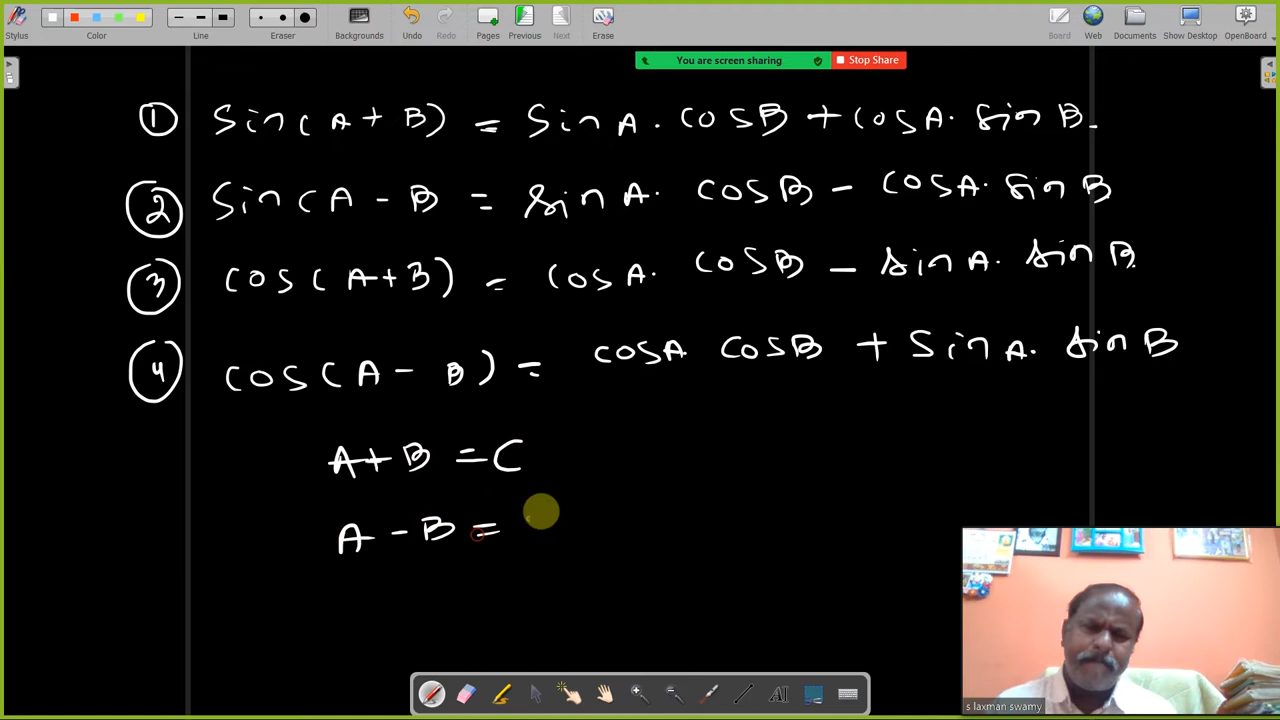 Stylus Color Line Eraser Backgrounds Undo Redo Pages Previous Next Erase Board Web Documents Show Desktop OpenBoard
You are screen sharing Stop Share
① Sin(A+B) = SinA. cosB + cosA. sinB.
② Sin(A - B = sinA. cosB - cosA. sinB
③ cos(A+B) = cosA. cosB - sinA. sinB.
④ cos(A - B) = cosA cosB + SinA. sinB
A+B = C
A - B =
s laxman swamy